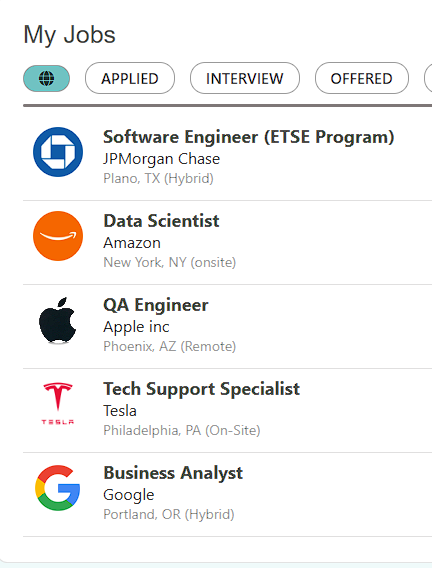 My Jobs
APPLIED
INTERVIEW
OFFERED
Software Engineer (ETSE Program)
JPMorgan Chase
Plano, TX (Hybrid)
Data Scientist
Amazon
New York, NY (onsite)
QA Engineer
Apple inc
Phoenix, AZ (Remote)
TESLA
Tech Support Specialist
Tesla
Philadelphia, PA (On-Site)
Business Analyst
Google
Portland, OR (Hybrid)